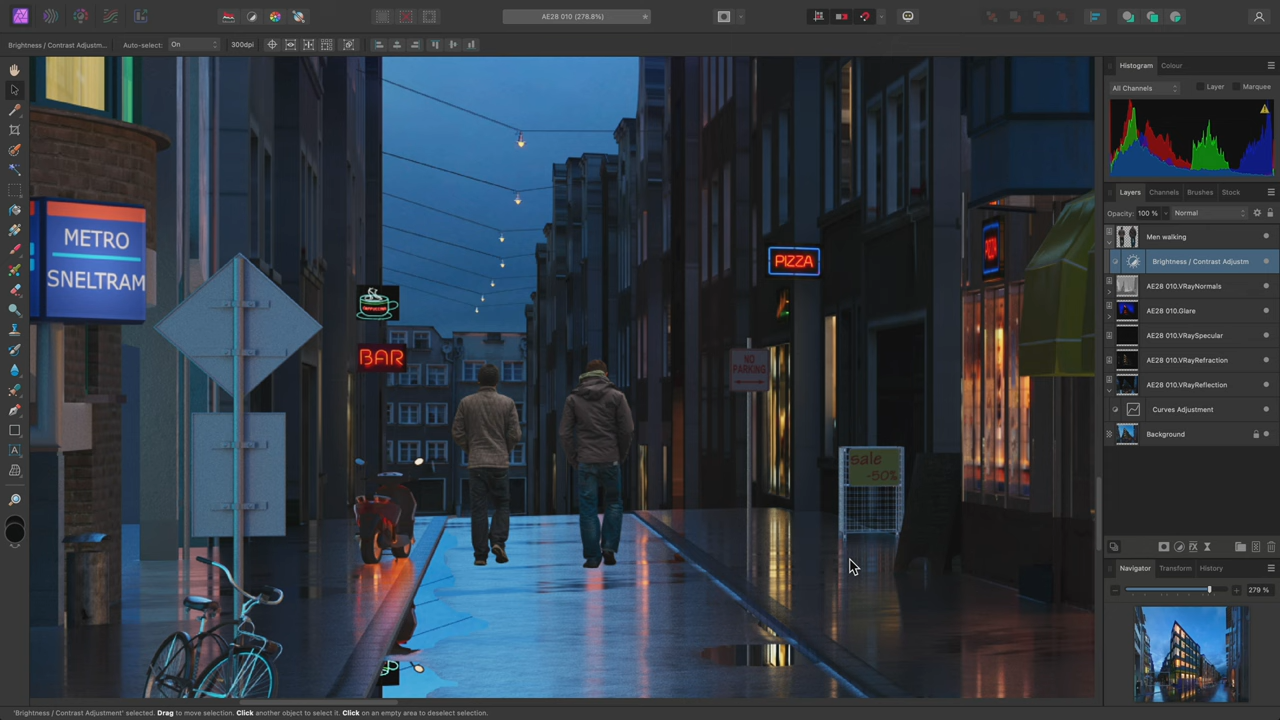 AE28 010 (278.8%)
Brightness / Contrast Adjustm...
Auto-select:
On
300dpi
Histogram
Colour
All Channels
Layer
Marquee
Layers
Channels
Brushes
Stock
Opacity:
100 %
Normal
Men walking
Brightness / Contrast Adjustm
AE28 010.VRayNormals
AE28 010.Glare
AE28 010.VRaySpecular
AE28 010.VRayRefraction
AE28 010.VRayReflection
Curves Adjustment
Background
Navigator
Transform
History
279 %
METRO
SNELTRAM
BAR
PIZZA
NO
PARKING
sale
-50%
'Brightness / Contrast Adjustment' selected. Drag to move selection. Click another object to select it. Click on an empty area to deselect selection.